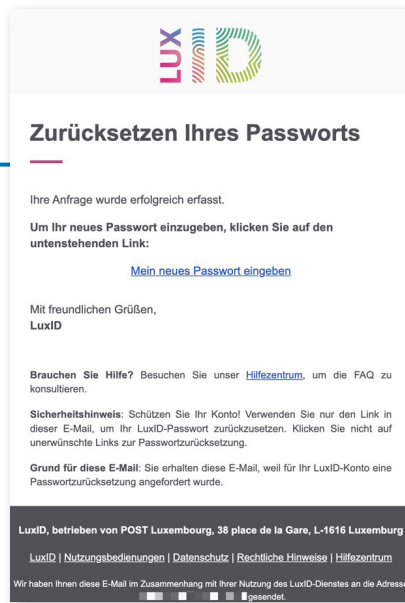 LUX ID
Zurücksetzen Ihres Passworts
Ihre Anfrage wurde erfolgreich erfasst.
Um Ihr neues Passwort einzugeben, klicken Sie auf den
untenstehenden Link:
Mein neues Passwort eingeben
Mit freundlichen Grüßen,
LuxID
Brauchen Sie Hilfe? Besuchen Sie unser Hilfezentrum, um die FAQ zu
konsultieren.
Sicherheitshinweis: Schützen Sie Ihr Konto! Verwenden Sie nur den Link in
dieser E-Mail, um Ihr LuxID-Passwort zurückzusetzen. Klicken Sie nicht auf
unerwünschte Links zur Passwortzurücksetzung.
Grund für diese E-Mail: Sie erhalten diese E-Mail, weil für Ihr LuxID-Konto eine
Passwortzurücksetzung angefordert wurde.
LuxID, betrieben von POST Luxembourg, 38 place de la Gare, L-1616 Luxemburg
LuxID | Nutzungsbedienungen | Datenschutz | Rechtliche Hinweise | Hilfezentrum
Wir haben Ihnen diese E-Mail im Zusammenhang mit Ihrer Nutzung des LuxID-Dienstes an die Adresse
gesendet.